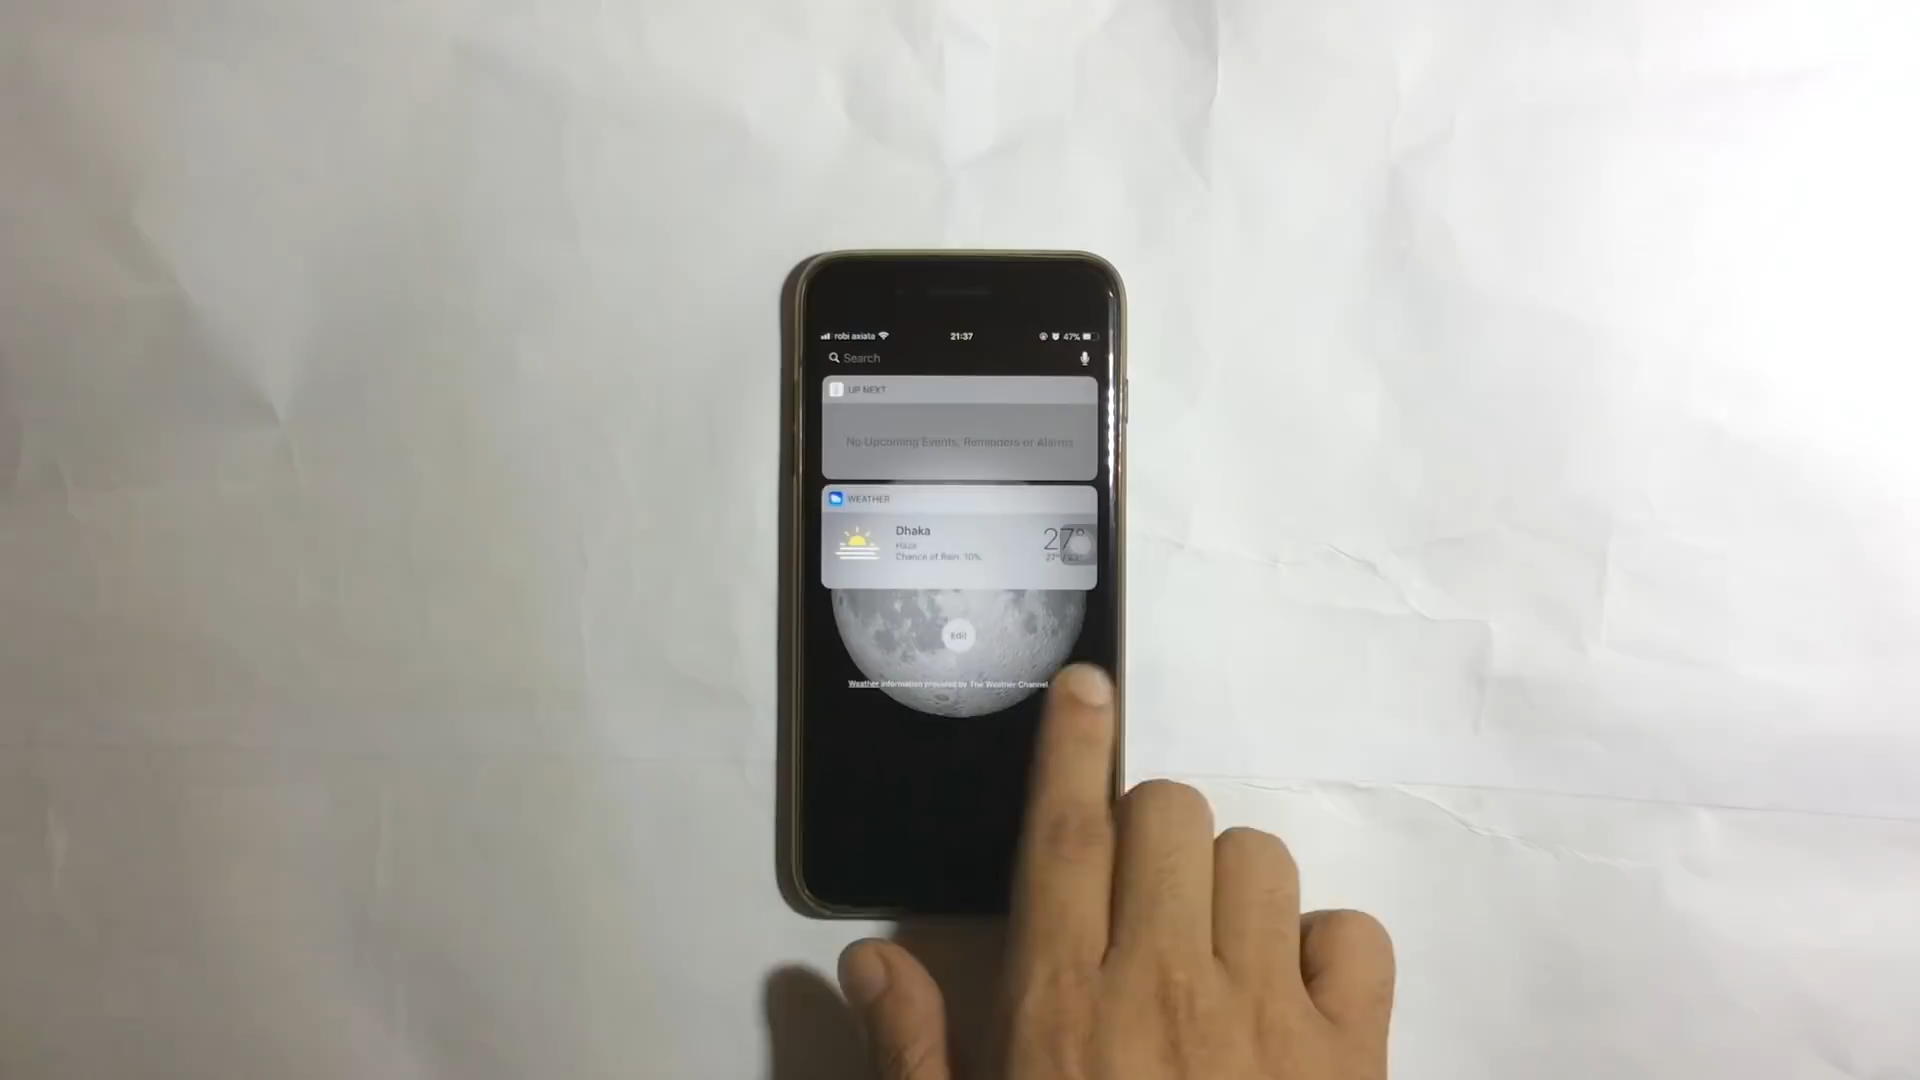 robi axiata
21:37
47%
Search
UP NEXT
No Upcoming Events, Reminders or Alarms
WEATHER
Dhaka
27°
Haze
Chance of Rain: 10%
Edit
Weather information provided by The Weather Channel